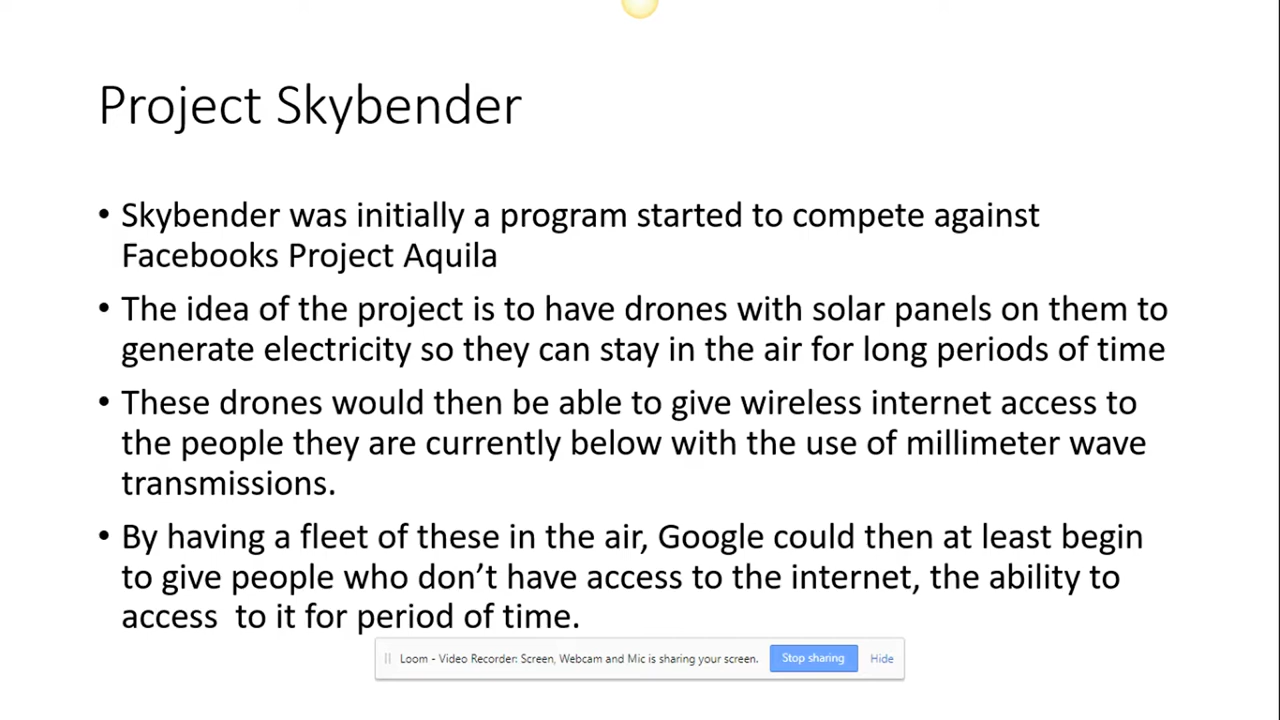 Project Skybender
• Skybender was initially a program started to compete against
Facebooks Project Aquila
• The idea of the project is to have drones with solar panels on them to
generate electricity so they can stay in the air for long periods of time
• These drones would then be able to give wireless internet access to
the people they are currently below with the use of millimeter wave
transmissions.
• By having a fleet of these in the air, Google could then at least begin
to give people who don’t have access to the internet, the ability to
access  to it for period of time.
Loom - Video Recorder: Screen, Webcam and Mic is sharing your screen. Stop sharing Hide